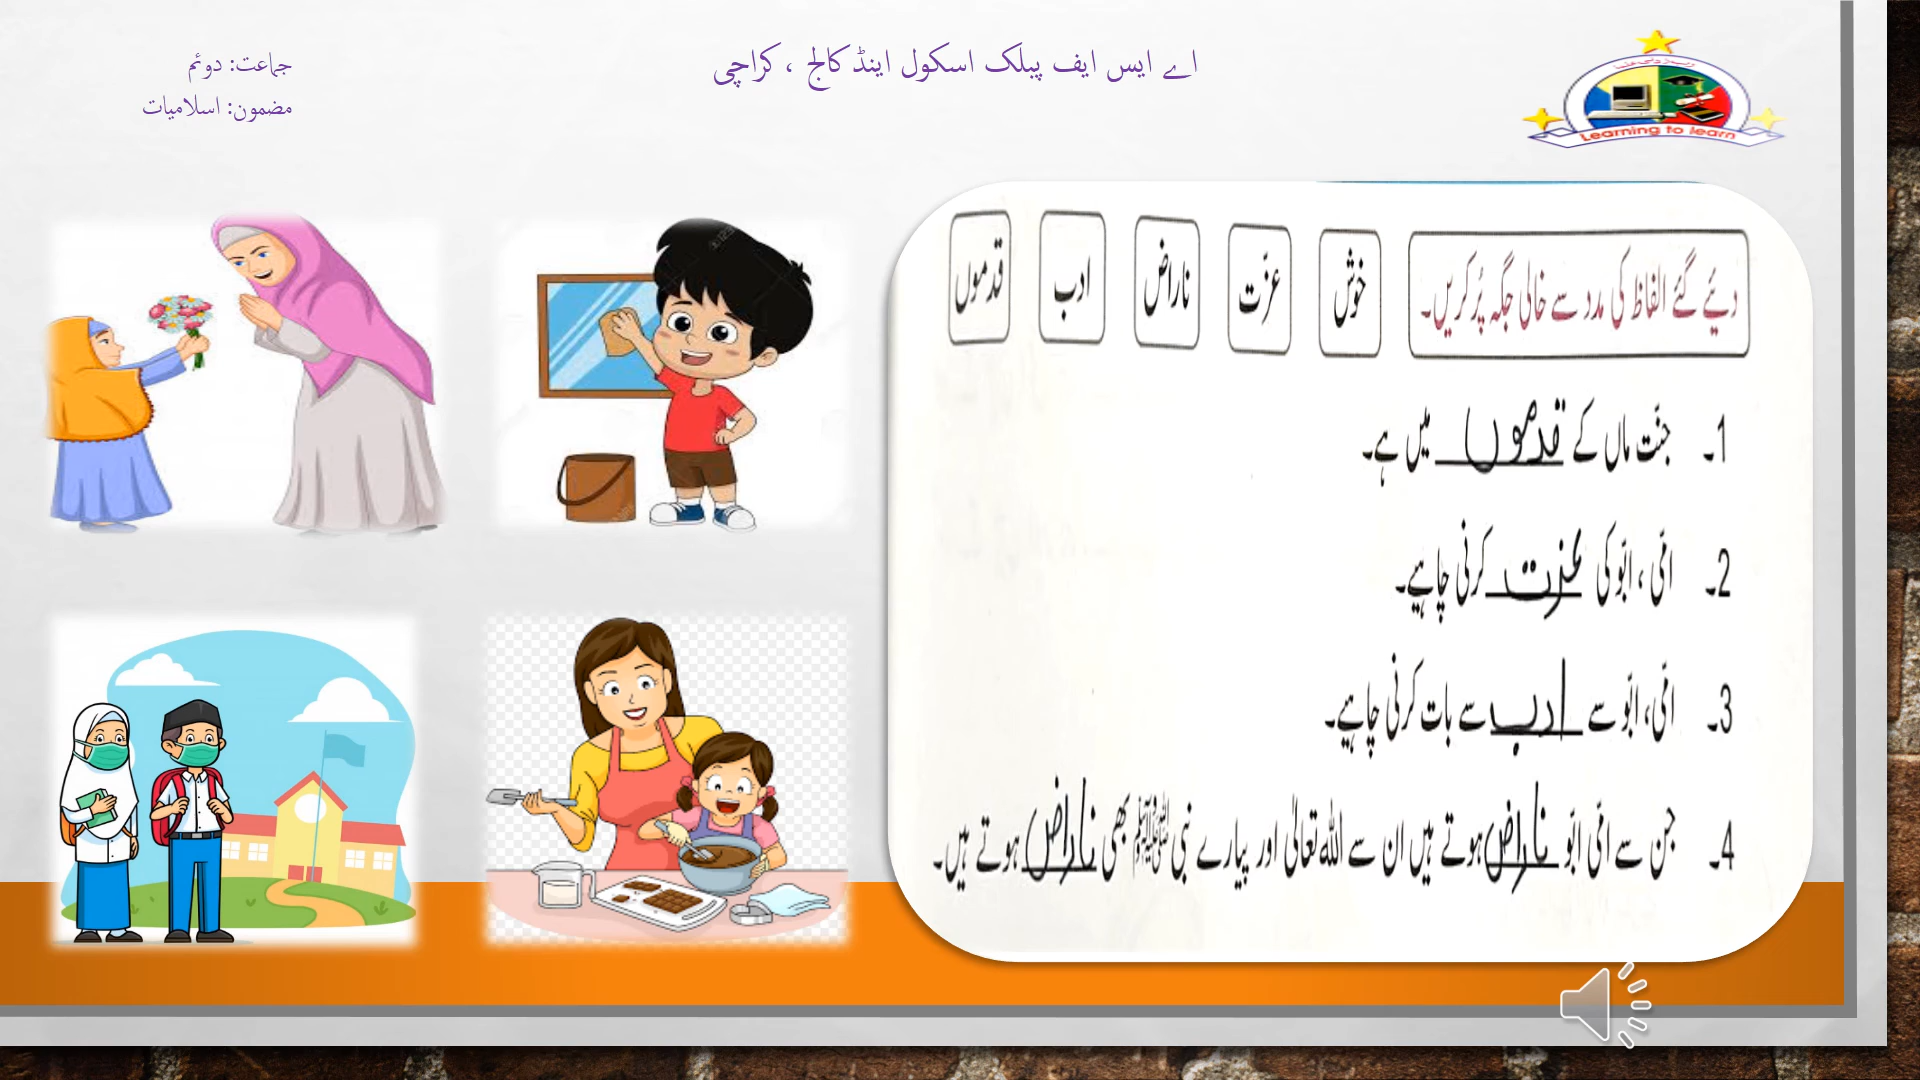 اے ایس ایف پبلک اسکول اینڈ کالج ، کراچی
جماعت: دوئم
مضمون: اسلامیات
Learning to learn
دیئے گئے الفاظ کی مدد سے خالی جگہ پُر کریں۔
خوش عزّت ناراض ادب قدموں
1۔ جنّت ماں کے قدموں میں ہے۔
2۔ امّی، ابّو کی عزت کرنی چاہیے۔
3۔ امّی، ابّو سے ادب سے بات کرنی چاہیے۔
4۔ جن سے امّی ابّو ناراض ہوتے ہیں ان سے اللہ تعالیٰ اور پیارے نبی ﷺ بھی ناراض ہوتے ہیں۔